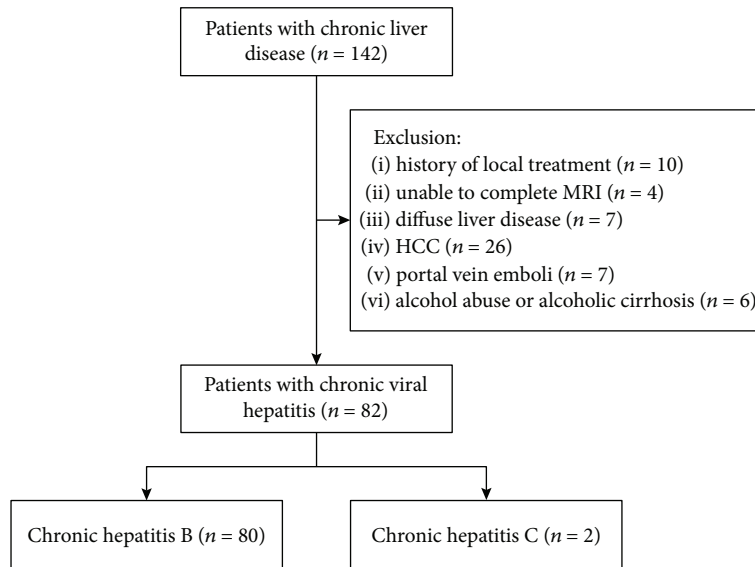 Patients with chronic liver
disease (n = 142)
Exclusion:
(i) history of local treatment (n = 10)
(ii) unable to complete MRI (n = 4)
(iii) diffuse liver disease (n = 7)
(iv) HCC (n = 26)
(v) portal vein emboli (n = 7)
(vi) alcohol abuse or alcoholic cirrhosis (n = 6)
Patients with chronic viral
hepatitis (n = 82)
Chronic hepatitis B (n = 80)
Chronic hepatitis C (n = 2)